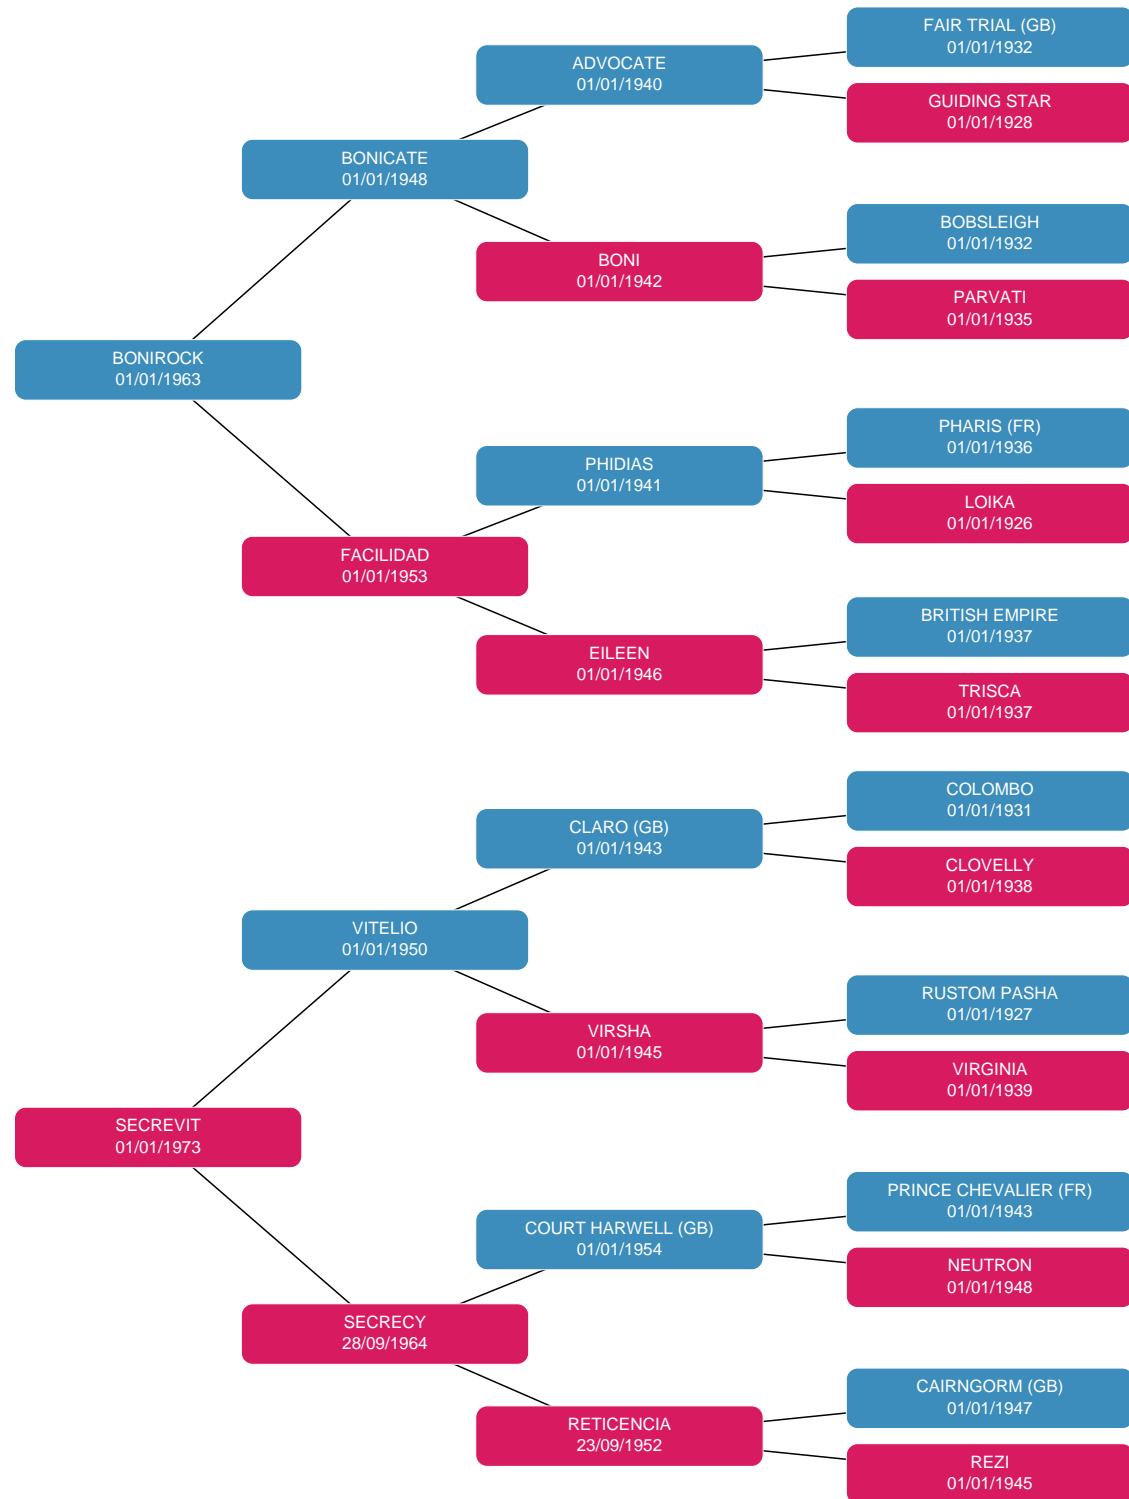 FAIR TRIAL (GB)
01/01/1932
ADVOCATE
01/01/1940
GUIDING STAR
01/01/1928
BONICATE
01/01/1948
BOBSLEIGH
01/01/1932
BONI
01/01/1942
PARVATI
01/01/1935
BONIROCK
01/01/1963
PHARIS (FR)
01/01/1936
PHIDIAS
01/01/1941
LOIKA
01/01/1926
FACILIDAD
01/01/1953
BRITISH EMPIRE
01/01/1937
EILEEN
01/01/1946
TRISCA
01/01/1937
COLOMBO
01/01/1931
CLARO (GB)
01/01/1943
CLOVELLY
01/01/1938
VITELIO
01/01/1950
RUSTOM PASHA
01/01/1927
VIRSHA
01/01/1945
VIRGINIA
01/01/1939
SECREVIT
01/01/1973
PRINCE CHEVALIER (FR)
01/01/1943
COURT HARWELL (GB)
01/01/1954
NEUTRON
01/01/1948
SECRECY
28/09/1964
CAIRNGORM (GB)
01/01/1947
RETICENCIA
23/09/1952
REZI
01/01/1945